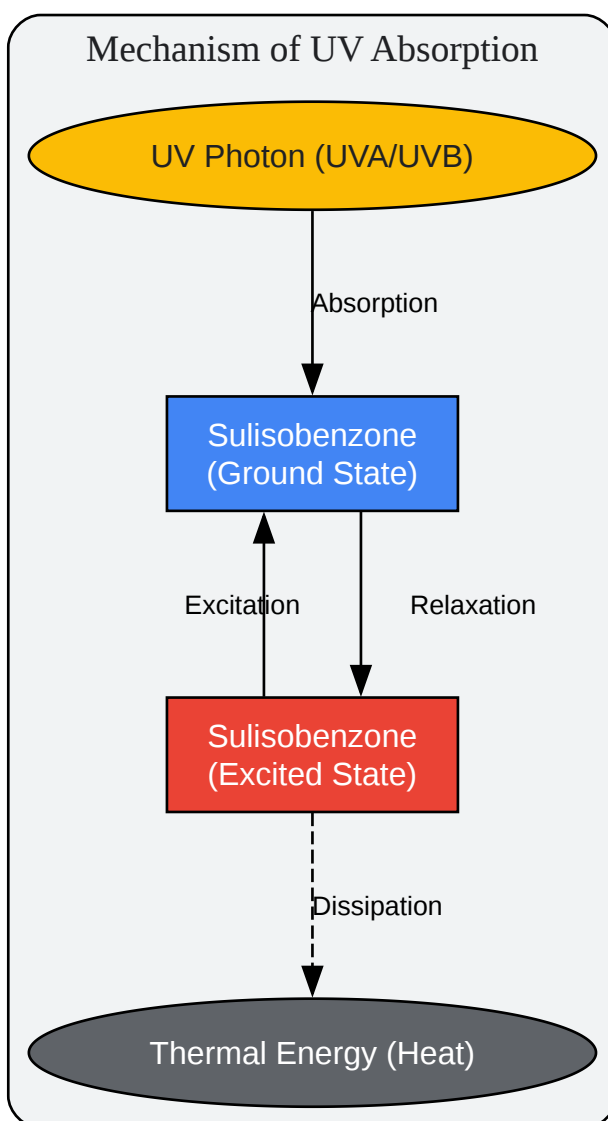 Mechanism of UV Absorption
UV Photon (UVA/UVB)
Absorption
Sulisobenzone
(Ground State)
Excitation
Relaxation
Sulisobenzone
(Excited State)
Dissipation
Thermal Energy (Heat)